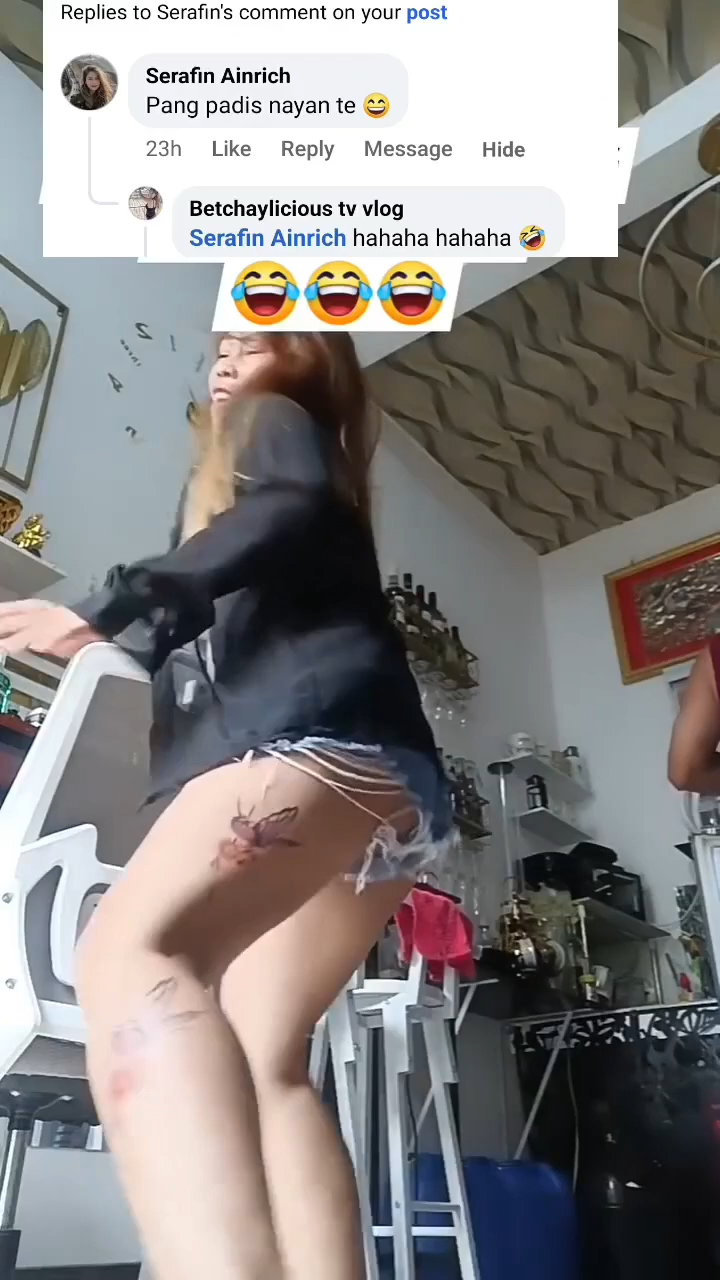 Replies to Serafin's comment on your post
Serafin Ainrich
Pang padis nayan te 😄
23h Like Reply Message Hide
Betchaylicious tv vlog
Serafin Ainrich hahaha hahaha 🤣
😂😂😂